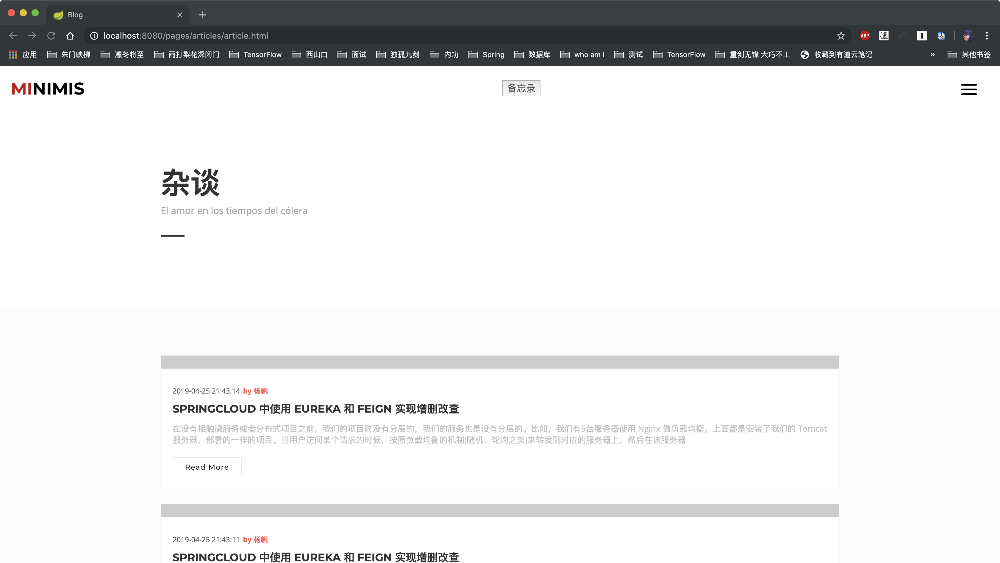 Blog
localhost:8080/pages/articles/article.html
ABP
应用 朱门映柳 凛冬将至 雨打梨花深闭门 TensorFlow 西山口 面试 独孤九剑 内功 Spring 数据库 who am i 测试 TensorFlow 重剑无锋 大巧不工 收藏到有道云笔记 » 其他书签
MINIMIS 备忘录
杂谈
El amor en los tiempos del cólera
2019-04-25 21:43:14 by 杨帆
SPRINGCLOUD 中使用 EUREKA 和 FEIGN 实现增删改查
在没有接触微服务或者分布式项目之前，我们的项目时没有分层的，我们的服务也是没有分层的。比如，我们有5台服务器使用 Nginx 做负载均衡，上面都是安装了我们的 Tomcat
服务器，部署的一样的项目。当用户访问某个请求的时候，按照负载均衡的机制(随机、轮询之类)来转发到对应的服务器上，然后在该服务器
Read More
2019-04-25 21:43:11 by 杨帆
SPRINGCLOUD 中使用 EUREKA 和 FEIGN 实现增删改查